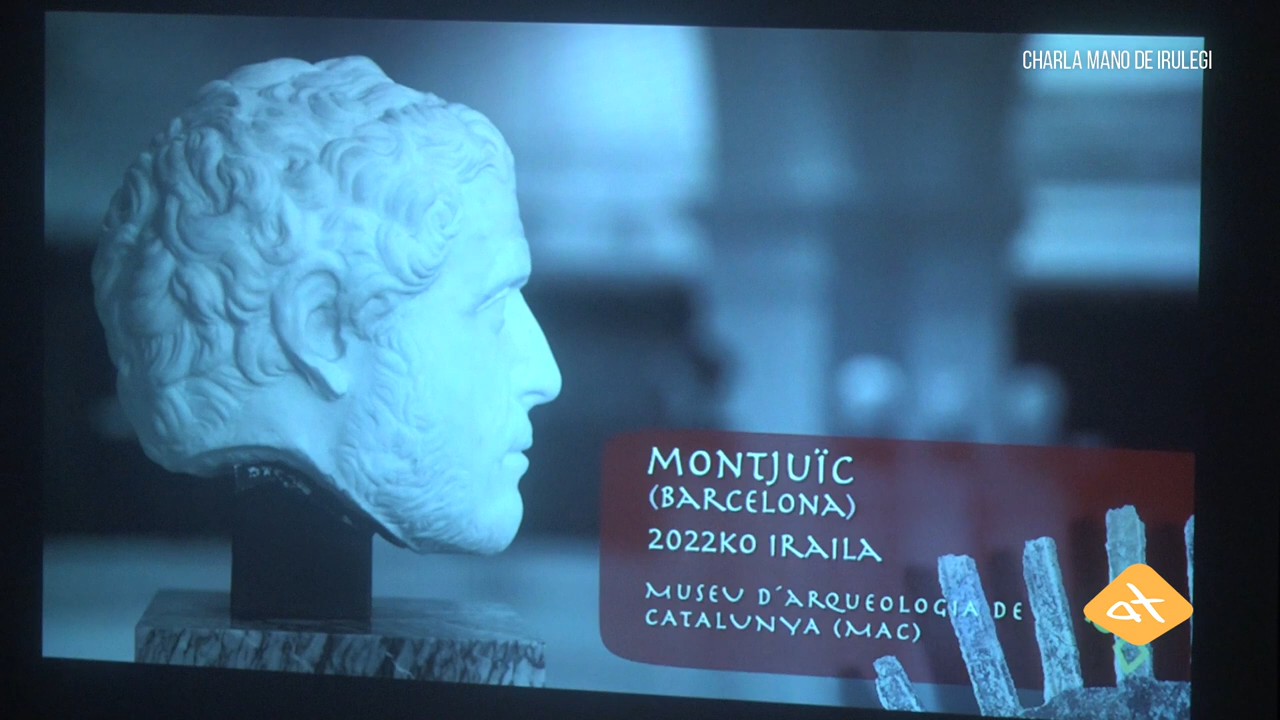 CHARLA MANO DE IRULEGI
MONTJUÏC
(BARCELONA)
2022KO IRAILA
MUSEU D´ARQUEOLOGIA DE
CATALUNYA (MAC)